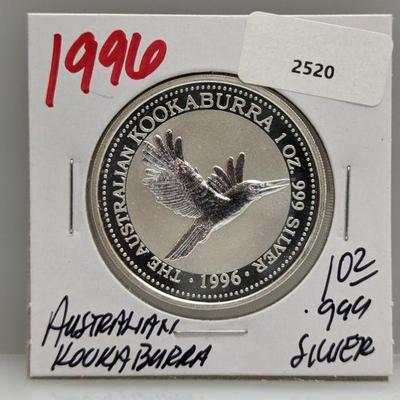 1996
2520
THE AUSTRALIAN KOOKABURRA 1 OZ. 999 SILVER
· 1996 ·
AUSTRALIAN
KOOKABURRA
1 OZ
.999
SILVER